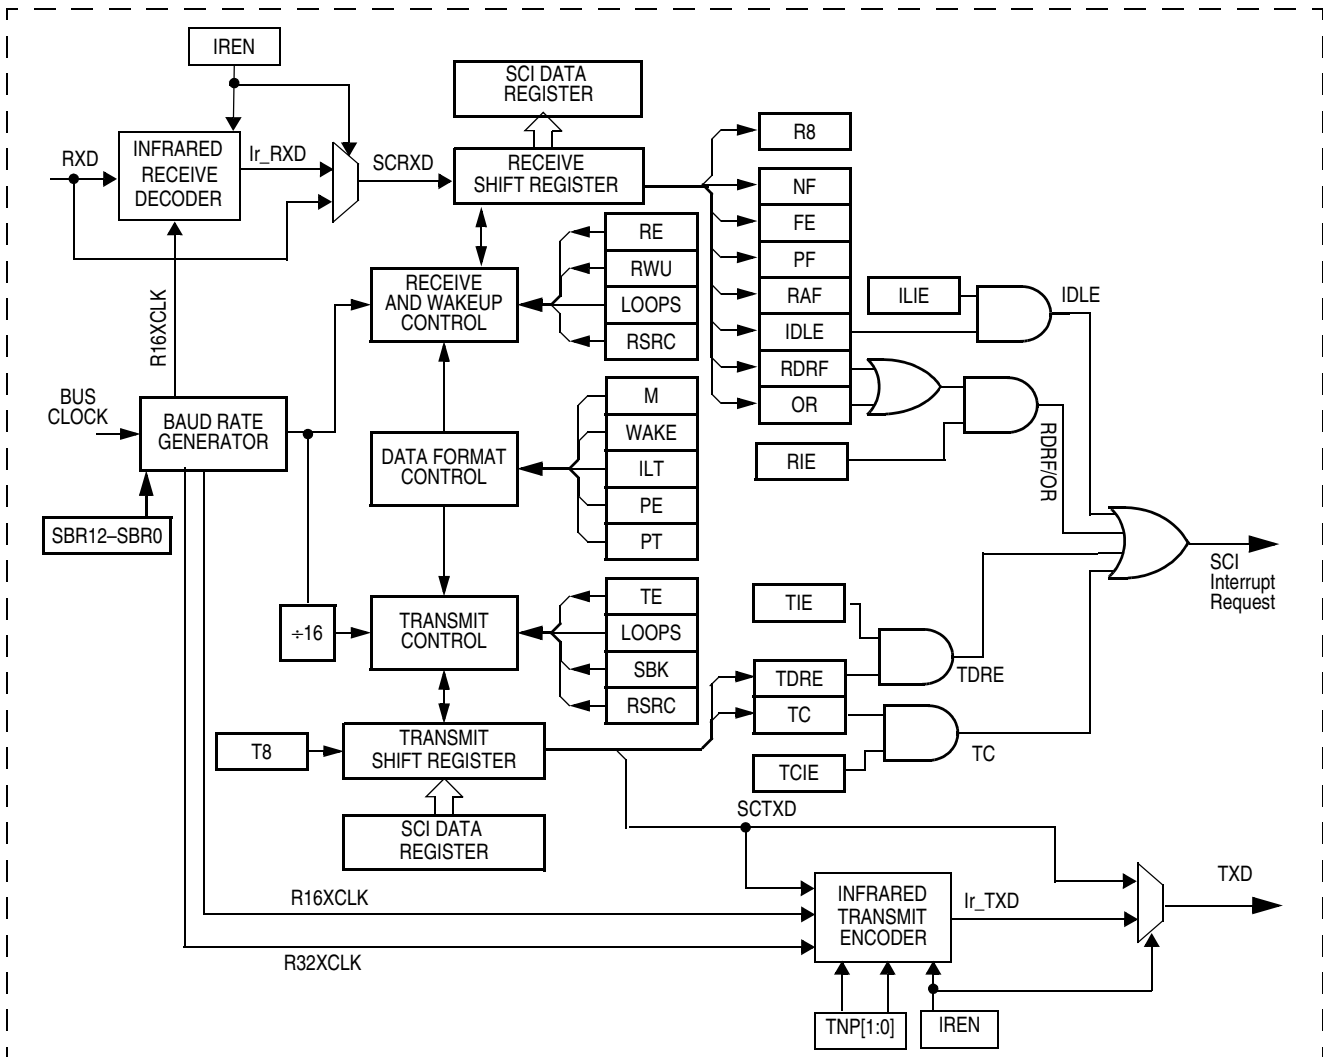 IREN
SCI DATA
REGISTER
R8
RXD
INFRARED
RECEIVE
DECODER
Ir_RXD
SCRXD
RECEIVE
SHIFT REGISTER
NF
FE
PF
RAF
IDLE
RDRF
OR
RE
RWU
LOOPS
RSRC
RECEIVE
AND WAKEUP
CONTROL
ILIE
IDLE
R16XCLK
BUS
CLOCK
BAUD RATE
GENERATOR
SBR12–SBR0
DATA FORMAT
CONTROL
M
WAKE
ILT
PE
PT
RIE
RDRF/OR
SCI
Interrupt
Request
÷16
TRANSMIT
CONTROL
TE
LOOPS
SBK
RSRC
TIE
TDRE
TC
TCIE
TDRE
TC
T8
TRANSMIT
SHIFT REGISTER
SCI DATA
REGISTER
SCTXD
R16XCLK
R32XCLK
INFRARED
TRANSMIT
ENCODER
Ir_TXD
TXD
TNP[1:0]
IREN